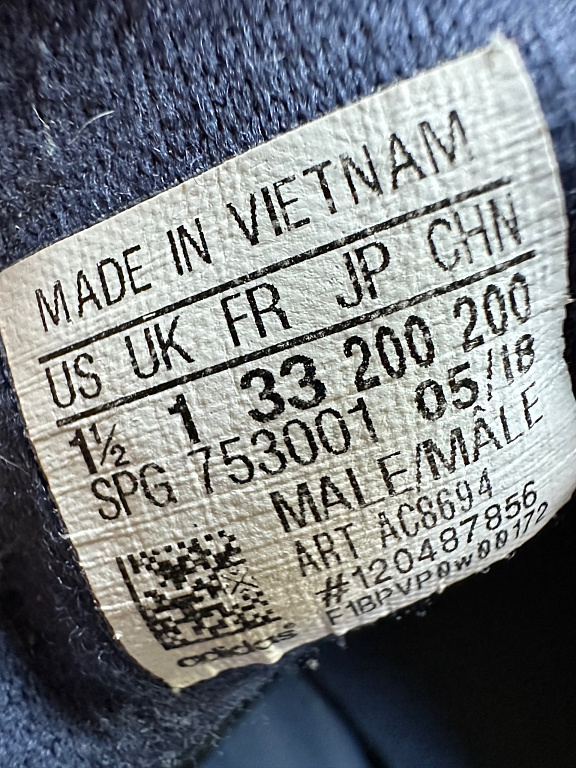 MADE IN VIETNAM
US UK FR JP CHN
1½ 1 33 200 200
SPG 753001 05/18
MALE/MÂLE
ART AC8694
#120487856
F1BPVP0W00172
adidas